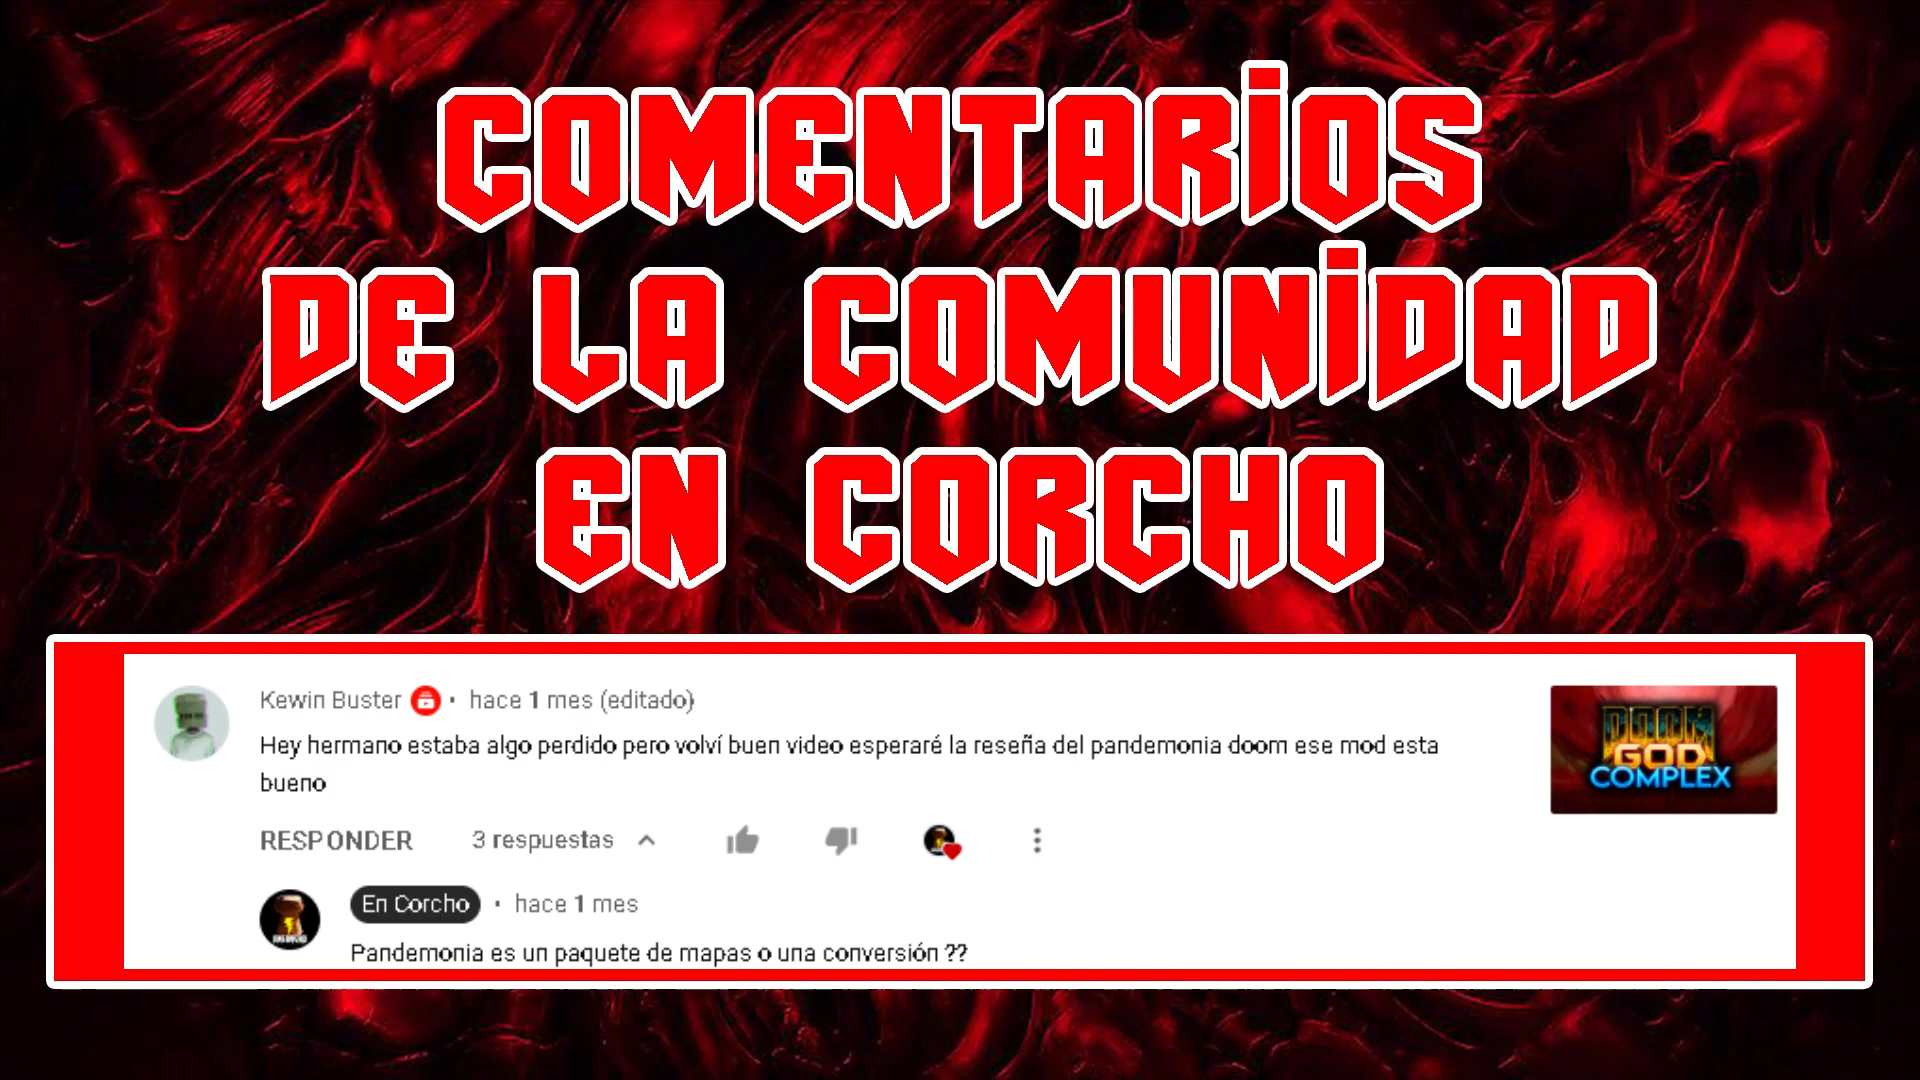 COMENTARIOS
DE LA COMUNIDAD
EN CORCHO
Kewin Buster • hace 1 mes (editado)
Hey hermano estaba algo perdido pero volví buen video esperaré la reseña del pandemonia doom ese mod esta
bueno
DOOM
GOD
COMPLEX
RESPONDER 3 respuestas
En Corcho • hace 1 mes
Pandemonia es un paquete de mapas o una conversión ??